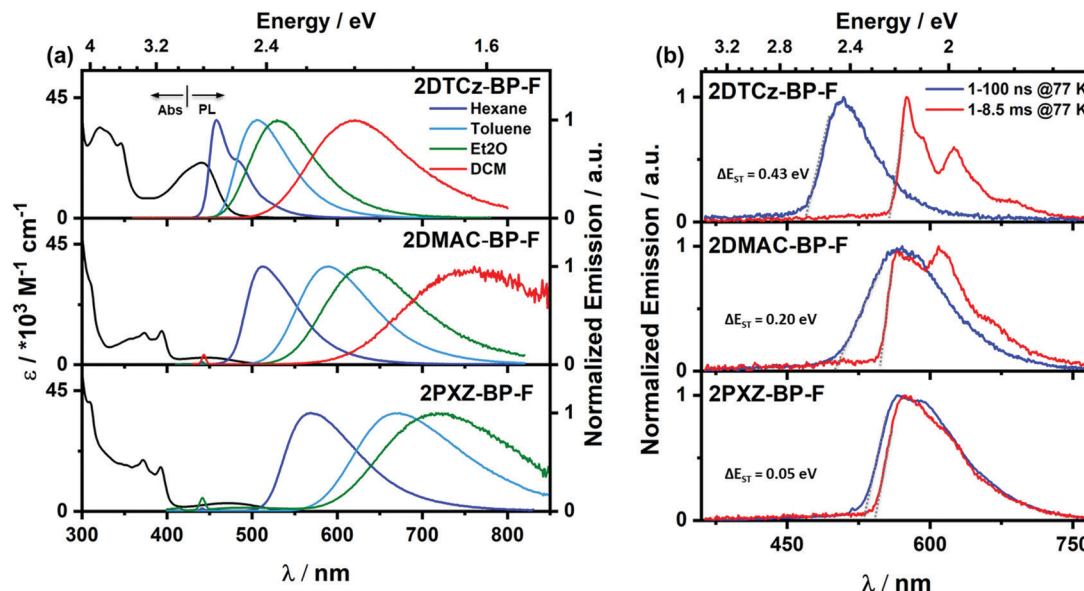 Energy / eV
4 3.2 2.4 1.6
(a)
2DTCz-BP-F
Abs PL
Hexane
Toluene
Et2O
DCM
45
0
1
0
2DMAC-BP-F
45
0
1
0
2PXZ-BP-F
45
0
1
0
ε / *10³ M⁻¹ cm⁻¹
Normalized Emission / a.u.
300 400 500 600 700 800
λ / nm
Energy / eV
3.2 2.8 2.4 2
(b)
2DTCz-BP-F
1-100 ns @77 K
1-8.5 ms @77 K
ΔE_ST = 0.43 eV
1
0
2DMAC-BP-F
ΔE_ST = 0.20 eV
1
0
2PXZ-BP-F
ΔE_ST = 0.05 eV
1
0
Normalized Emission / a.u.
450 600 750
λ / nm